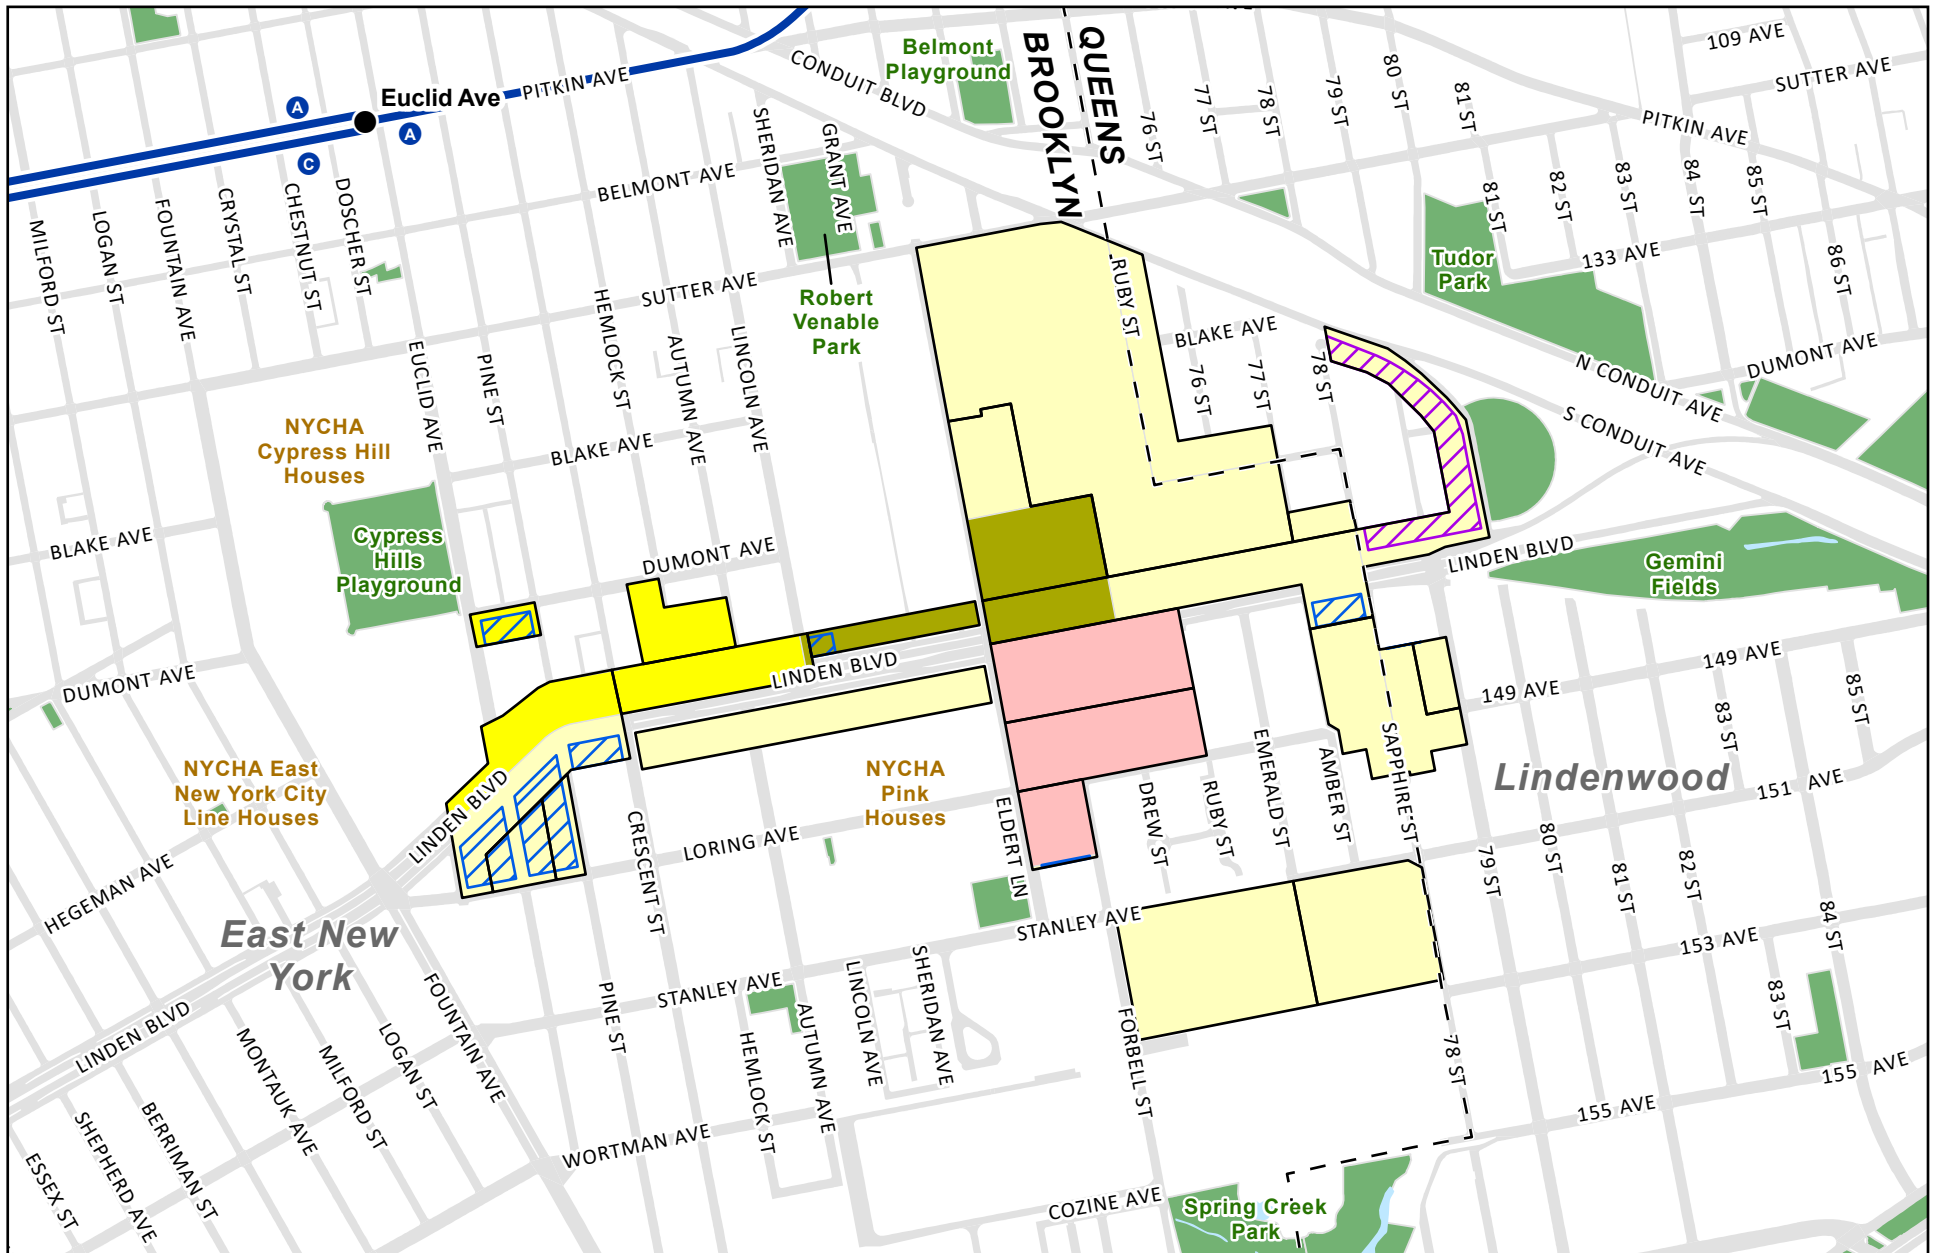 109 AVE
SUTTER AVE
PITKIN AVE
QUEENS
BROOKLYN
Belmont
Playground
CONDUIT BLVD
PITKIN AVE
Euclid Ave
A
A
C
76 ST
77 ST
78 ST
79 ST
80 ST
81 ST
81 ST
82 ST
83 ST
84 ST
85 ST
86 ST
133 AVE
Tudor
Park
DUMONT AVE
N CONDUIT AVE
S CONDUIT AVE
SHERIDAN AVE
GRANT AVE
BELMONT AVE
MILFORD ST
LOGAN ST
FOUNTAIN AVE
CRYSTAL ST
CHESTNUT ST
DOSCHER ST
SUTTER AVE
Robert
Venable
Park
RUBY ST
BLAKE AVE
76 ST
77 ST
78 ST
EUCLID AVE
PINE ST
HEMLOCK ST
AUTUMN AVE
LINCOLN AVE
BLAKE AVE
NYCHA
Cypress Hill
Houses
BLAKE AVE
Cypress
Hills
Playground
DUMONT AVE
LINDEN BLVD
Gemini
Fields
DUMONT AVE
LINDEN BLVD
149 AVE
149 AVE
85 ST
83 ST
SAPPHIRE ST
AMBER ST
EMERALD ST
RUBY ST
DREW ST
Lindenwood
151 AVE
NYCHA East
New York City
Line Houses
LINDEN BLVD
NYCHA
Pink
Houses
ELDERT LN
CRESCENT ST
LORING AVE
HEGEMAN AVE
79 ST
80 ST
81 ST
82 ST
84 ST
153 AVE
83 ST
East New
York
STANLEY AVE
STANLEY AVE
FOUNTAIN AVE
PINE ST
HEMLOCK ST
AUTUMN AVE
LINCOLN AVE
SHERIDAN AVE
FORBELL ST
78 ST
155 AVE
155 AVE
LINDEN BLVD
MONTAUK AVE
MILFORD ST
LOGAN ST
WORTMAN AVE
ESSEX ST
SHEPHERD AVE
BERRIMAN ST
COZINE AVE
Spring Creek
Park